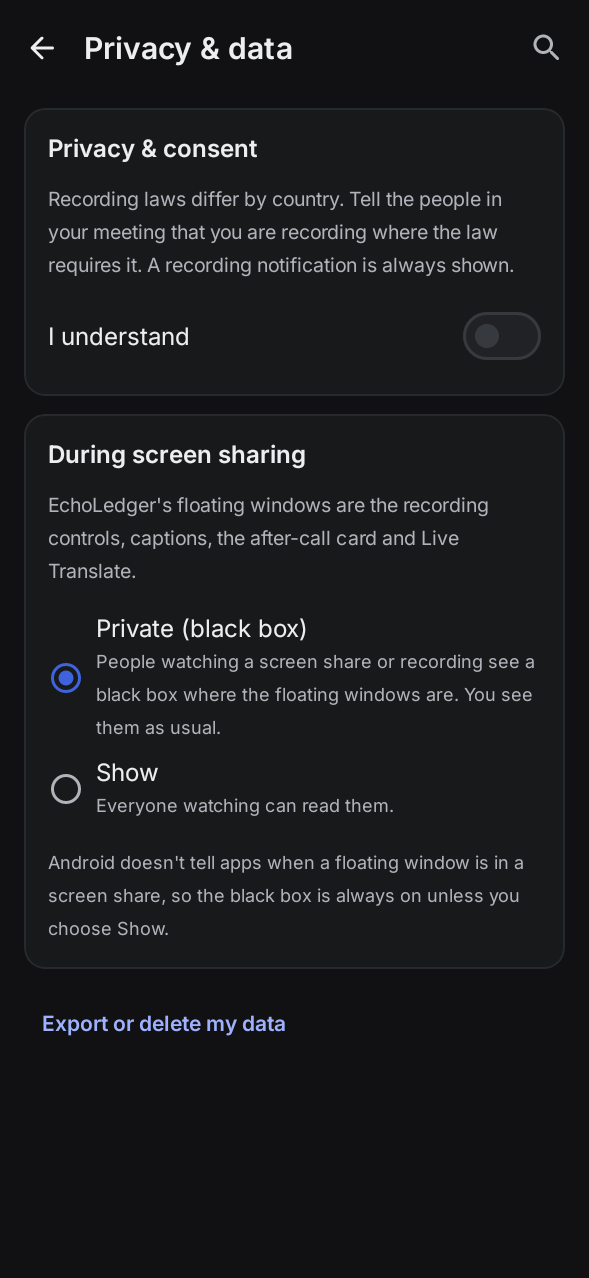 Privacy & data
Privacy & consent
Recording laws differ by country. Tell the people in
your meeting that you are recording where the law
requires it. A recording notification is always shown.
I understand
During screen sharing
EchoLedger's floating windows are the recording
controls, captions, the after-call card and Live
Translate.
Private (black box)
People watching a screen share or recording see a
black box where the floating windows are. You see
them as usual.
Show
Everyone watching can read them.
Android doesn't tell apps when a floating window is in a
screen share, so the black box is always on unless you
choose Show.
Export or delete my data